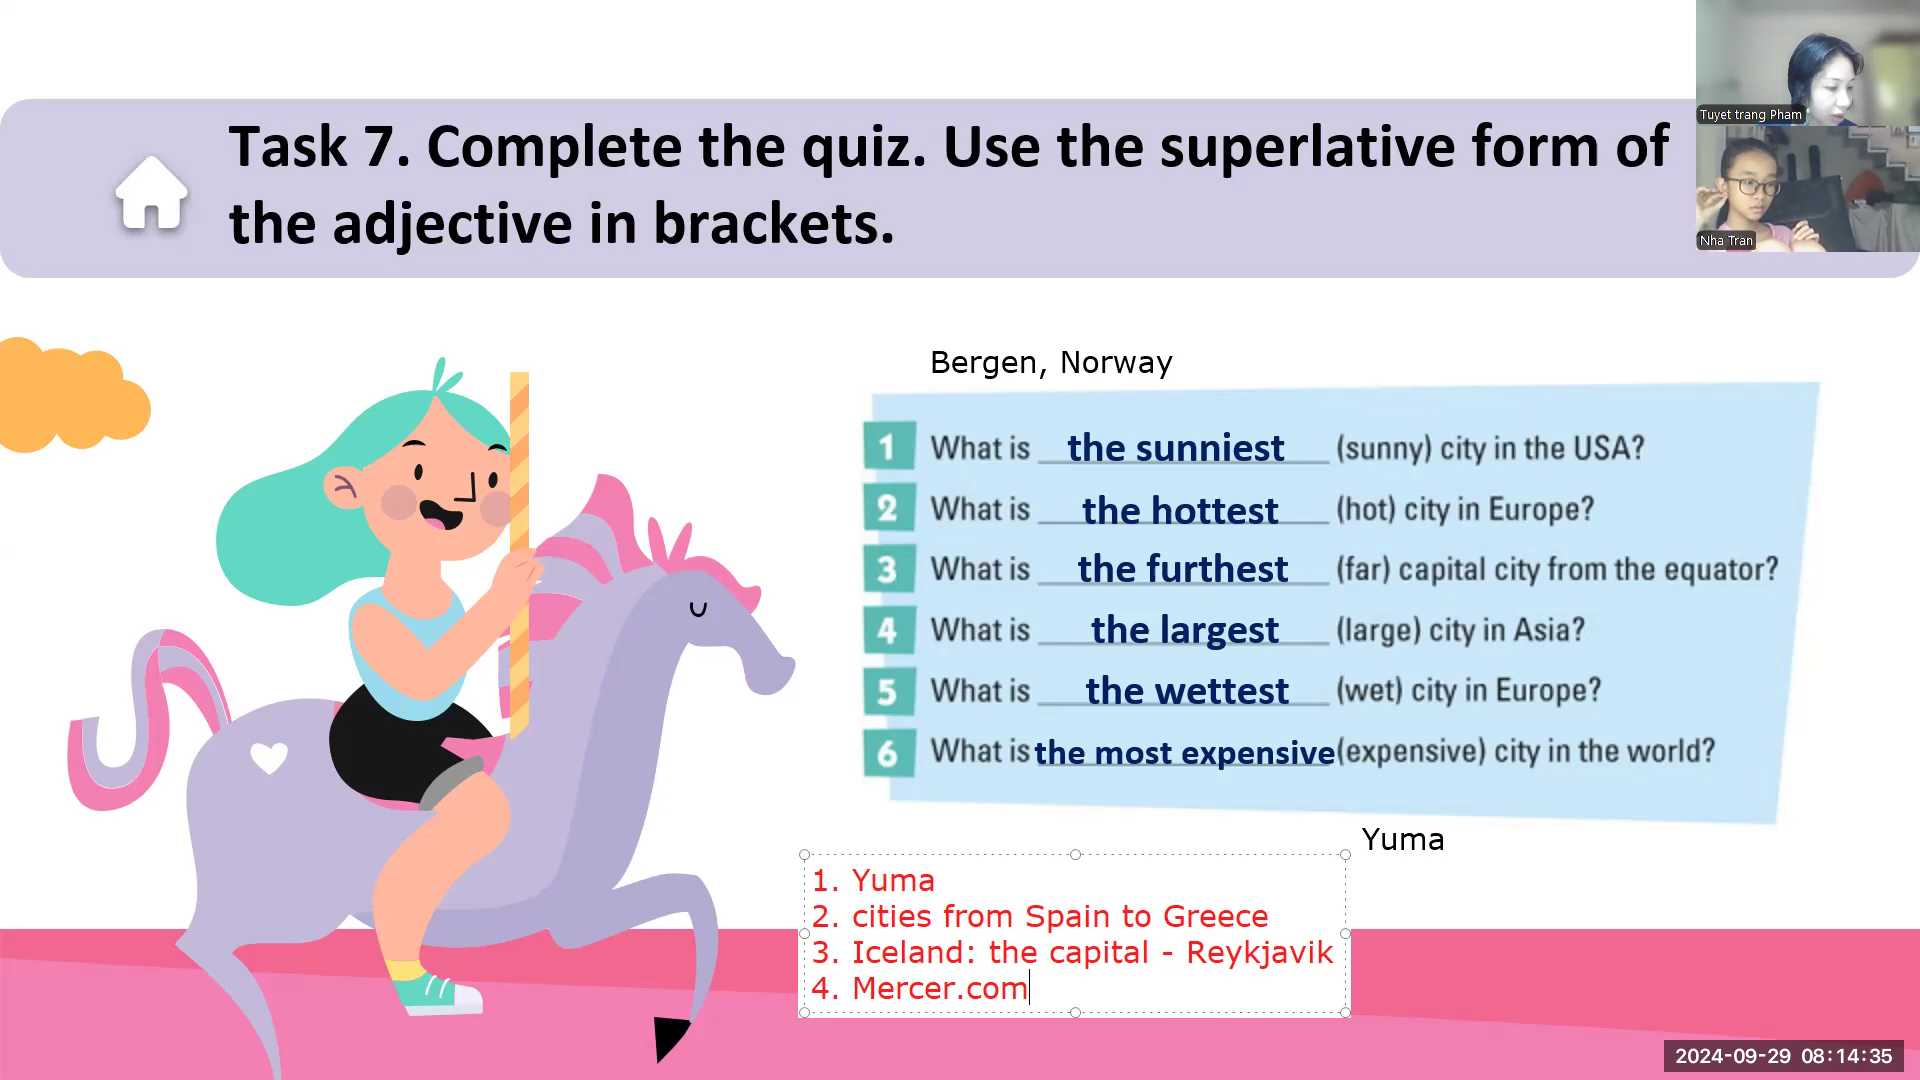 Task 7. Complete the quiz. Use the superlative form of
the adjective in brackets.
Tuyet trang Pham
Nha Tran
Bergen, Norway
1 What is the sunniest (sunny) city in the USA?
2 What is the hottest (hot) city in Europe?
3 What is the furthest (far) capital city from the equator?
4 What is the largest (large) city in Asia?
5 What is the wettest (wet) city in Europe?
6 What is the most expensive (expensive) city in the world?
Yuma
1. Yuma
2. cities from Spain to Greece
3. Iceland: the capital - Reykjavik
4. Mercer.com
2024-09-29 08:14:35